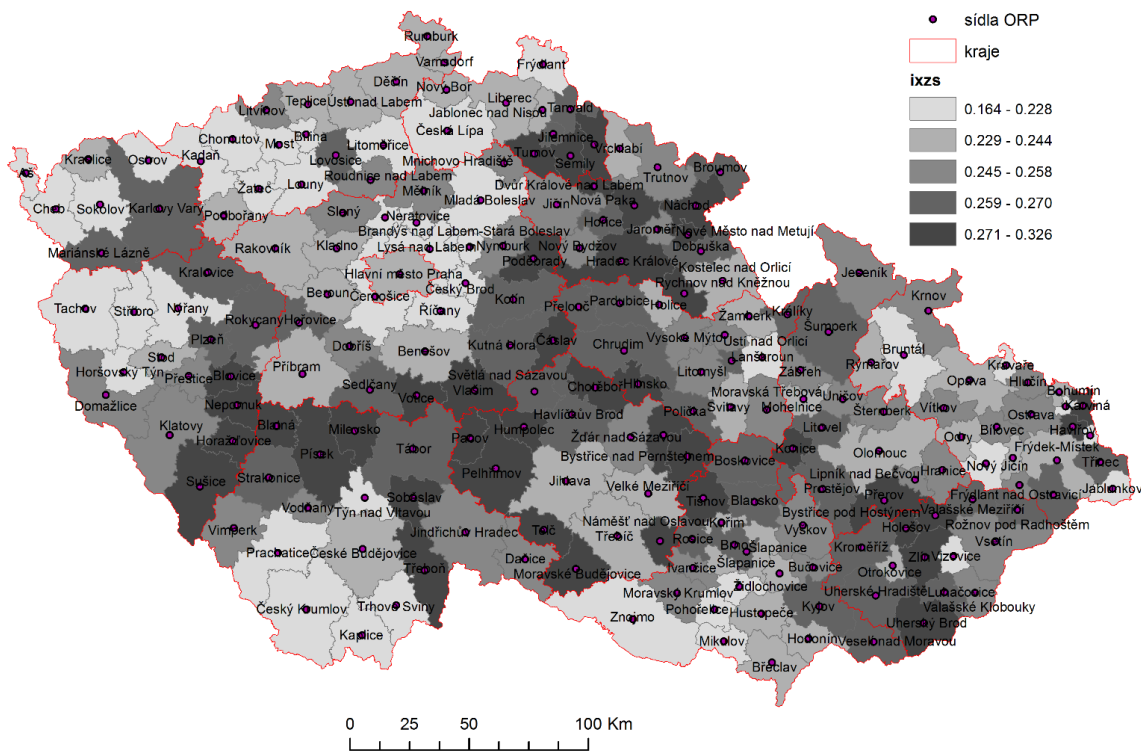 sídla ORP
kraje
ixzs
0.164 - 0.228
0.229 - 0.244
0.245 - 0.258
0.259 - 0.270
0.271 - 0.326
Rumburk
Varnsdorf
Frýdlant
Děčín
Nový Bor
Liberec
Teplice
Ústí nad Labem
Litvínov
Jablonec nad Nisou
Tanvald
Bílina
Chomutov
Most
Litoměřice
Česká Lípa
Jilemnice
Kraslice
Ostrov
Kadaň
Lovosice
Mnichovo Hradiště
Turnov
Semily
Vrchlabí
Aš
Trutnov
Broumov
Roudnice nad Labem
Žatec
Louny
Dvůr Králové nad Labem
Cheb
Sokolov
Karlovy Vary
Podbořany
Mělník
Mladá Boleslav
Jičín
Nová Paka
Náchod
Slaný
Neratovice
Hořice
Jaroměř
Nové Město nad Metují
Brandýs nad Labem-Stará Boleslav
Mariánské Lázně
Rakovník
Kladno
Lysá nad Labem
Nymburk
Nový Bydžov
Dobruška
Kralovice
Hlavní město Praha
Poděbrady
Hradec Králové
Kostelec nad Orlicí
Rychnov nad Kněžnou
Jeseník
Beroun
Černošice
Český Brod
Tachov
Stříbro
Nýřany
Říčany
Kolín
Přelouč
Pardubice
Holice
Krnov
Rokycany
Hořovice
Žamberk
Králíky
Šumperk
Plzeň
Dobříš
Benešov
Kutná Hora
Čáslav
Chrudim
Vysoké Mýto
Ústí nad Orlicí
Bruntál
Stod
Horšovský Týn
Přeštice
Blovice
Příbram
Sedlčany
Votice
Vlašim
Světlá nad Sázavou
Chotěboř
Hlinsko
Litomyšl
Lanškroun
Zábřeh
Rýmařov
Kravaře
Opava
Hlučín
Bohumín
Karviná
Domažlice
Nepomuk
Moravská Třebová
Svitavy
Mohelnice
Uničov
Šternberk
Vítkov
Ostrava
Havířov
Klatovy
Horažďovice
Blatná
Milevsko
Havlíčkův Brod
Polička
Litovel
Bílovec
Písek
Tábor
Pacov
Humpolec
Žďár nad Sázavou
Odry
Frýdek-Místek
Třinec
Bystřice nad Pernštejnem
Konice
Olomouc
Boskovice
Nový Jičín
Sušice
Strakonice
Pelhřimov
Jihlava
Velké Meziříčí
Lipník nad Bečvou
Hranice
Jablunkov
Soběslav
Týn nad Vltavou
Vodňany
Tišnov
Blansko
Prostějov
Přerov
Frýdlant nad Ostravicí
Valašské Meziříčí
Bystřice pod Hostýnem
Rožnov pod Radhoštěm
Vimperk
Jindřichův Hradec
Telč
Náměšť nad Oslavou
Třebíč
Kuřim
Vyškov
Holešov
Vsetín
Prachatice
České Budějovice
Dačice
Rosice
Brno
Šlapanice
Šlapanice
Kroměříž
Zlín
Vizovice
Třeboň
Moravské Budějovice
Ivančice
Bučovice
Otrokovice
Židlochovice
Český Krumlov
Trhové Sviny
Moravský Krumlov
Pohořelice
Hustopeče
Kyjov
Uherské Hradiště
Luhačovice
Valašské Klobouky
Znojmo
Uherský Brod
Kaplice
Mikulov
Hodonín
Veselí nad Moravou
Břeclav
0 25 50 100 Km